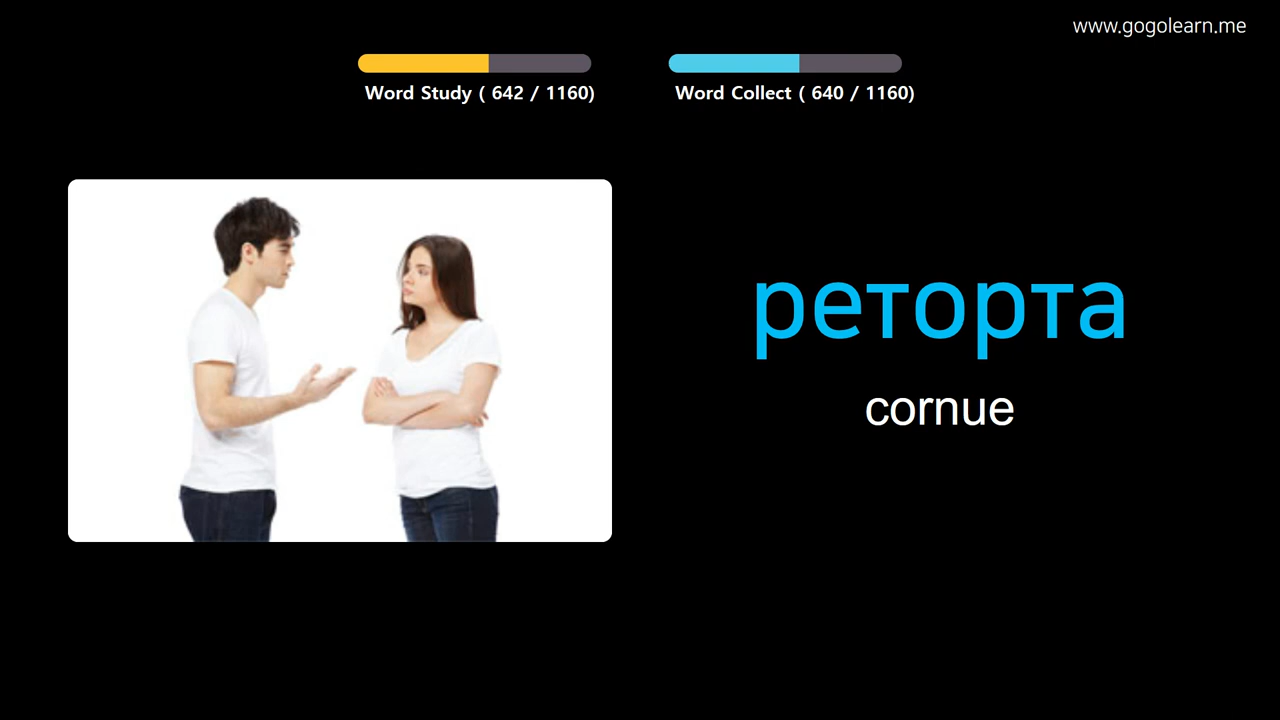 www.gogolearn.me
Word Study ( 642 / 1160)
Word Collect ( 640 / 1160)
реторта
cornue